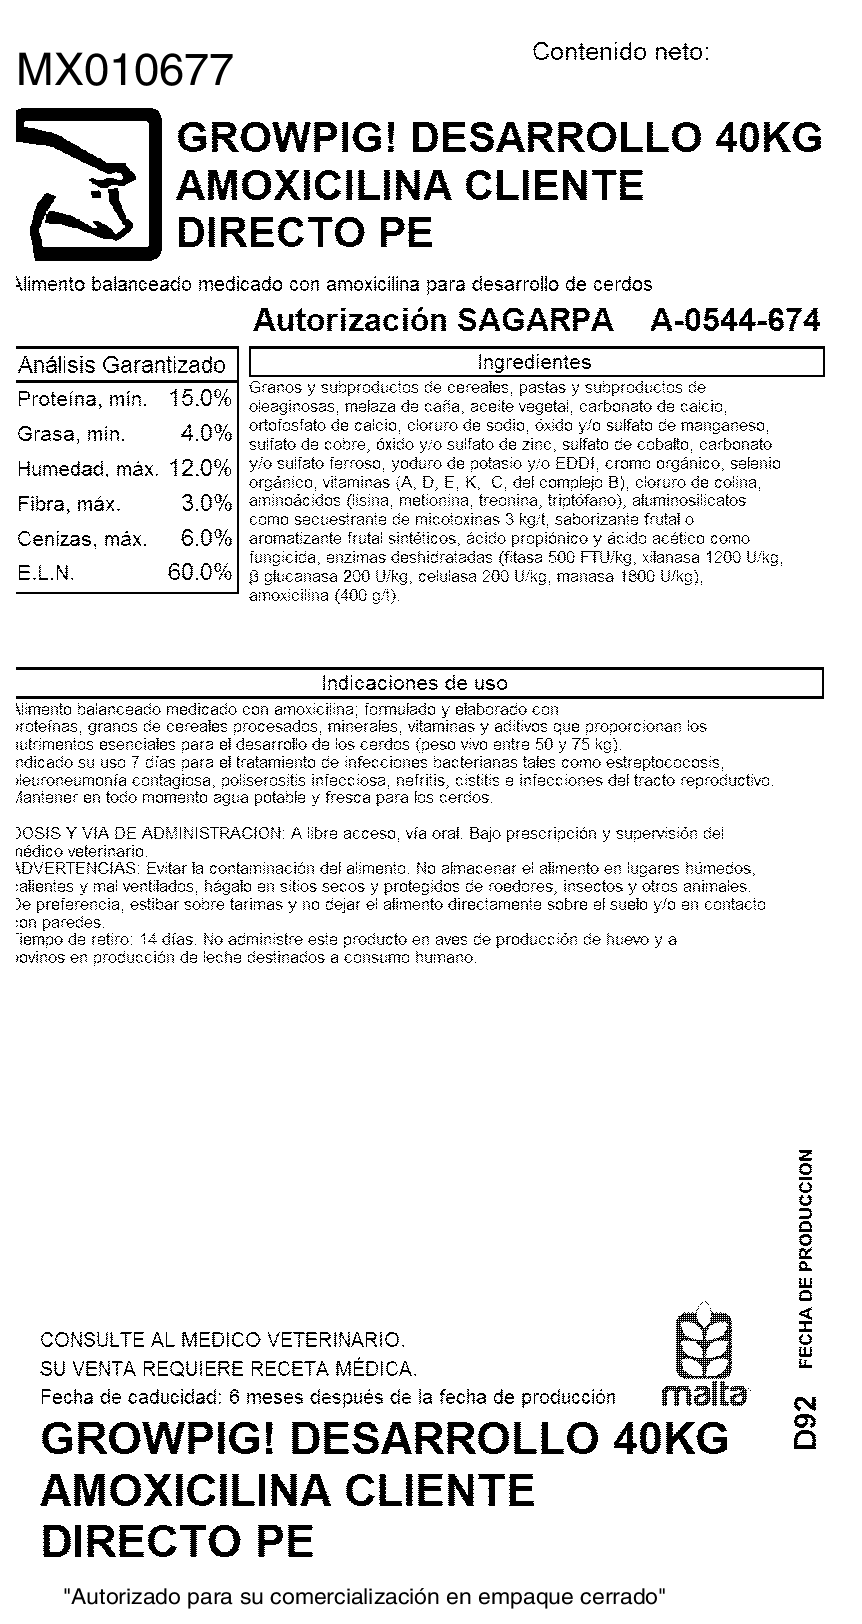 Contenido neto:
MX010677
GROWPIG! DESARROLLO 40KG
AMOXICILINA CLIENTE
DIRECTO PE
Alimento balanceado medicado con amoxicilina para desarrollo de cerdos
Autorización SAGARPA A-0544-674
Análisis Garantizado
Proteína, mín. 15.0%
Grasa, mín. 4.0%
Humedad, máx. 12.0%
Fibra, máx. 3.0%
Cenizas, máx. 6.0%
E.L.N. 60.0%
Ingredientes
Granos y subproductos de cereales, pastas y subproductos de
oleaginosas, melaza de caña, aceite vegetal, carbonato de calcio,
ortofosfato de calcio, cloruro de sodio, óxido y/o sulfato de manganeso,
sulfato de cobre, óxido y/o sulfato de zinc, sulfato de cobalto, carbonato
y/o sulfato ferroso, yoduro de potasio y/o EDDI, cromo orgánico, selenio
orgánico, vitaminas (A, D, E, K, C, del complejo B), cloruro de colina,
aminoácidos (lisina, metionina, treonina, triptófano), aluminosilicatos
como secuestrante de micotoxinas 3 kg/t, saborizante frutal o
aromatizante frutal sintéticos, ácido propiónico y ácido acético como
fungicida, enzimas deshidratadas (fitasa 500 FTU/kg, xilanasa 1200 U/kg,
β glucanasa 200 U/kg, celulasa 200 U/kg, manasa 1800 U/kg),
amoxicilina (400 g/t).
Indicaciones de uso
Alimento balanceado medicado con amoxicilina; formulado y elaborado con
proteínas, granos de cereales procesados, minerales, vitaminas y aditivos que proporcionan los
nutrimentos esenciales para el desarrollo de los cerdos (peso vivo entre 50 y 75 kg).
Indicado su uso 7 días para el tratamiento de infecciones bacterianas tales como estreptococosis,
pleuroneumonía contagiosa, poliserositis infecciosa, nefritis, cistitis e infecciones del tracto reproductivo.
Mantener en todo momento agua potable y fresca para los cerdos.
DOSIS Y VIA DE ADMINISTRACION: A libre acceso, vía oral. Bajo prescripción y supervisión del
médico veterinario.
ADVERTENCIAS: Evitar la contaminación del alimento. No almacenar el alimento en lugares húmedos,
calientes y mal ventilados, hágalo en sitios secos y protegidos de roedores, insectos y otros animales.
De preferencia, estibar sobre tarimas y no dejar el alimento directamente sobre el suelo y/o en contacto
con paredes.
Tiempo de retiro: 14 días. No administre este producto en aves de producción de huevo y a
bovinos en producción de leche destinados a consumo humano.
FECHA DE PRODUCCION
D92
CONSULTE AL MEDICO VETERINARIO.
SU VENTA REQUIERE RECETA MÉDICA.
Fecha de caducidad: 6 meses después de la fecha de producción
malta
GROWPIG! DESARROLLO 40KG
AMOXICILINA CLIENTE
DIRECTO PE
"Autorizado para su comercialización en empaque cerrado"